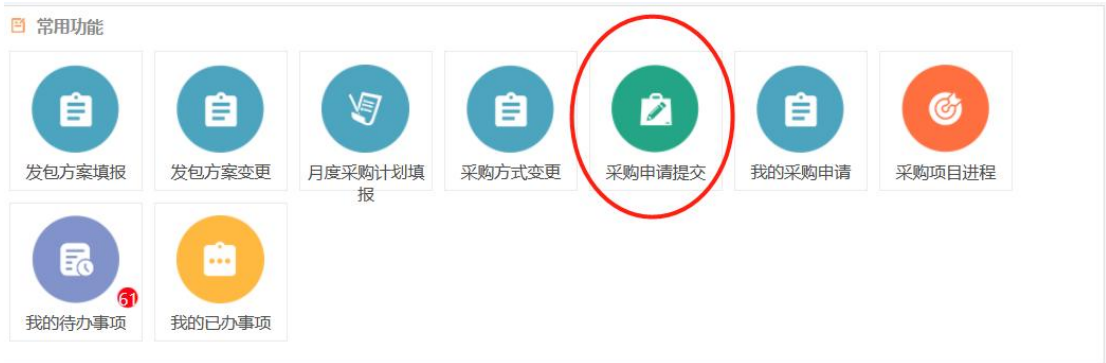 常用功能
发包方案填报
发包方案变更
月度采购计划填
报
采购方式变更
采购申请提交
我的采购申请
采购项目进程
61
我的待办事项
我的已办事项